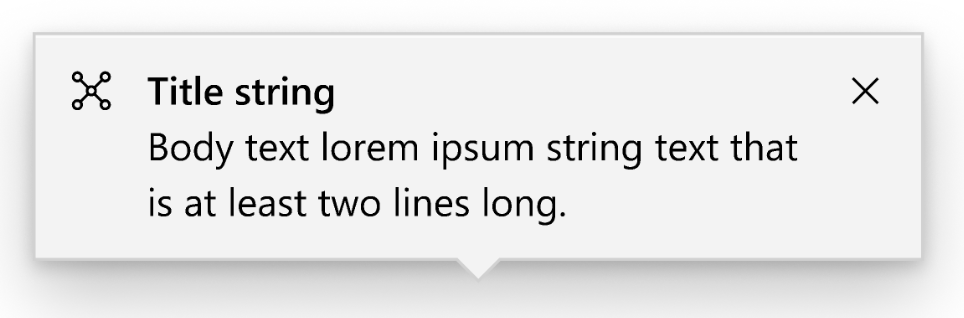 Title string
Body text lorem ipsum string text that
is at least two lines long.